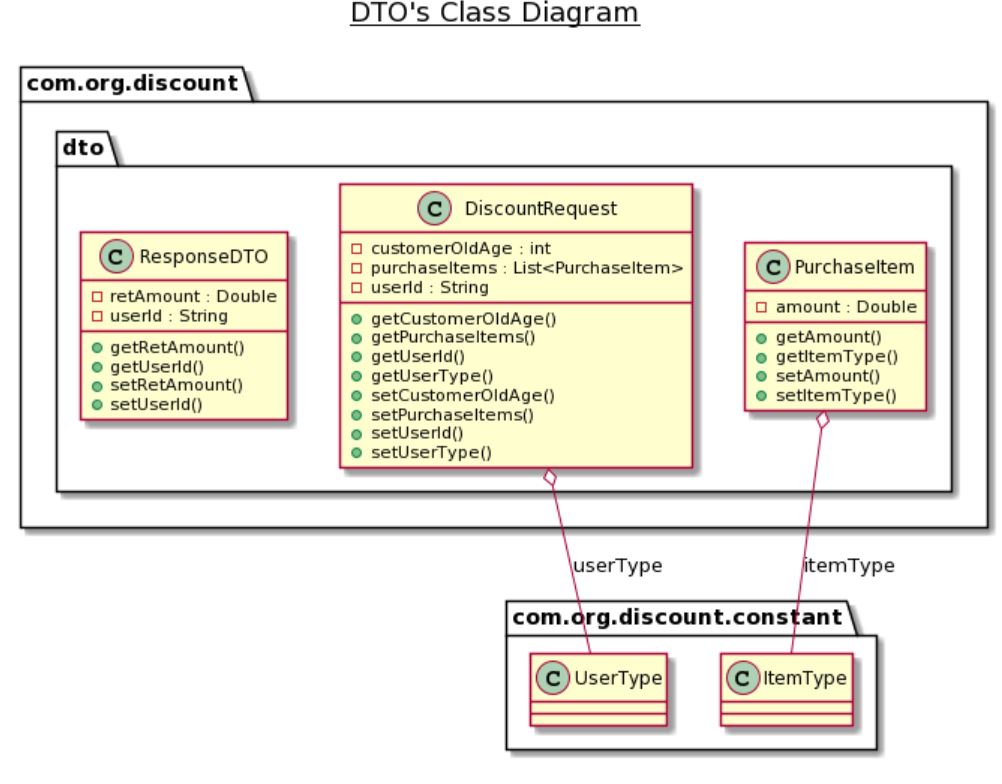 DTO's Class Diagram
com.org.discount
dto
C ResponseDTO
retAmount : Double
userId : String
getRetAmount()
getUserId()
setRetAmount()
setUserId()
C DiscountRequest
customerOldAge : int
purchaseItems : List<PurchaseItem>
userId : String
getCustomerOldAge()
getPurchaseItems()
getUserId()
getUserType()
setCustomerOldAge()
setPurchaseItems()
setUserId()
setUserType()
C PurchaseItem
amount : Double
getAmount()
getItemType()
setAmount()
setItemType()
userType
itemType
com.org.discount.constant
C UserType
C ItemType